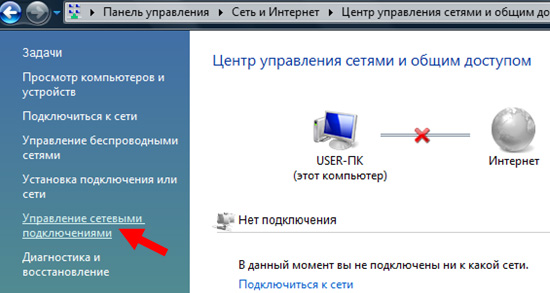 Панель управления
Сеть и Интернет
Центр управления сетями и общим до
Задачи
Просмотр компьютеров и
устройств
Подключиться к сети
Управление беспроводными
сетями
Установка подключения или
сети
Управление сетевыми
подключениями
Диагностика и
восстановление
Центр управления сетями и общим доступом
USER-ПК
(этот компьютер)
Интернет
Нет подключения
В данный момент вы не подключены ни к какой сети.
Подключиться к сети